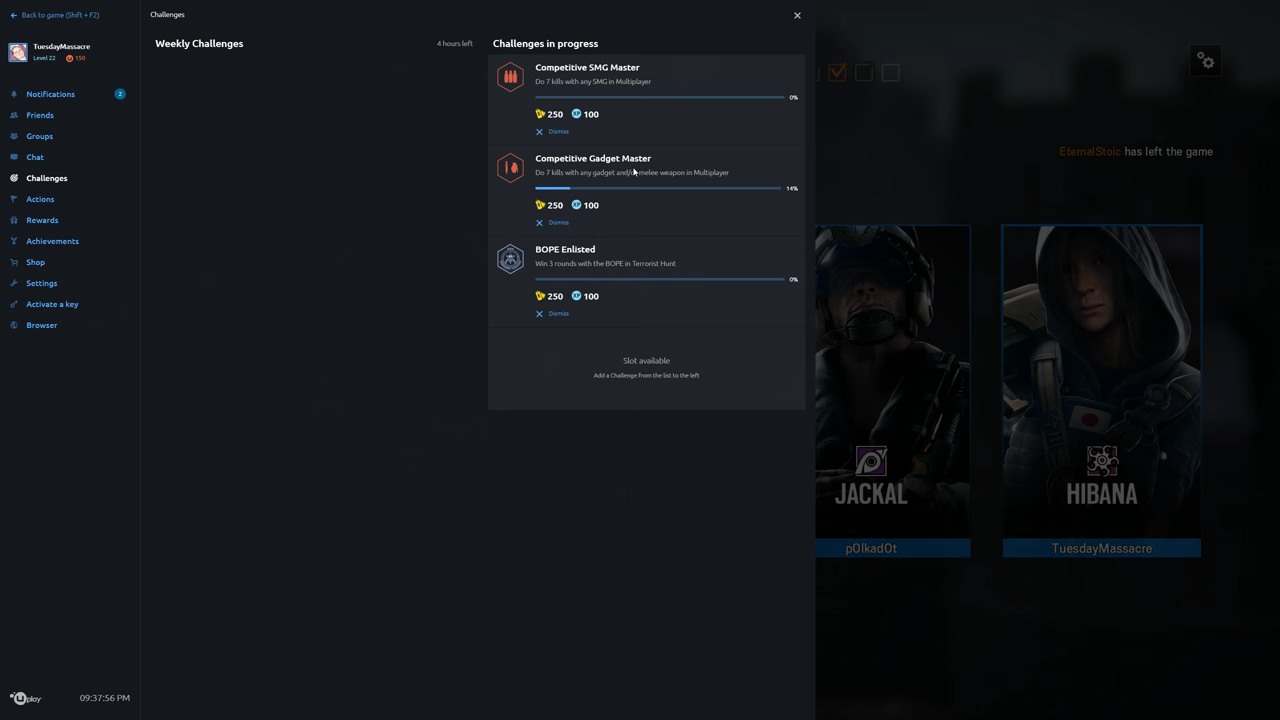 Back to game (Shift + F2)
TuesdayMassacre
Level 22 150
Notifications 2
Friends
Groups
Chat
Challenges
Actions
Rewards
Achievements
Shop
Settings
Activate a key
Browser
uplay
09:37:56 PM
Challenges
Weekly Challenges 4 hours left
Challenges in progress
Competitive SMG Master
Do 7 kills with any SMG in Multiplayer
0%
250 XP 100
Dismiss
Competitive Gadget Master
Do 7 kills with any gadget and/or melee weapon in Multiplayer
14%
250 XP 100
Dismiss
BOPE Enlisted
Win 3 rounds with the BOPE in Terrorist Hunt
0%
250 XP 100
Dismiss
Slot available
Add a Challenge from the list to the left
EternalStoic has left the game
JACKAL
p0lkad0t
HIBANA
TuesdayMassacre